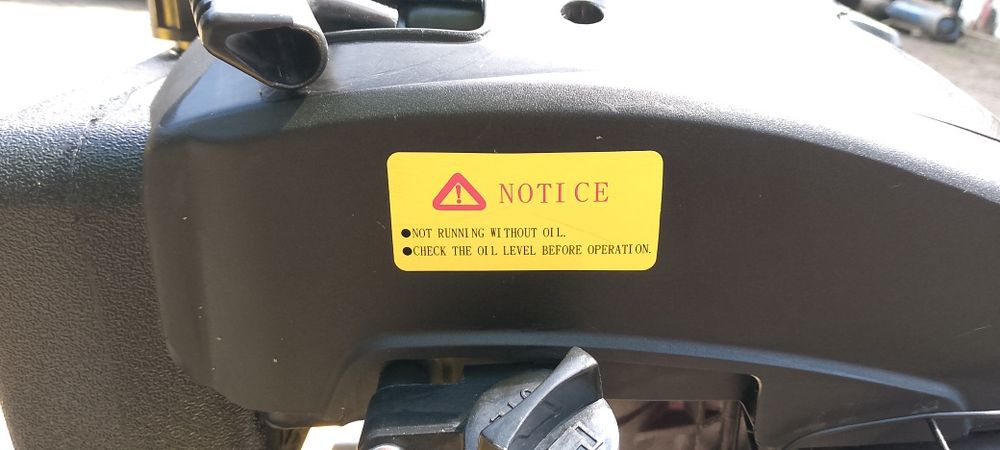 NOTICE
●NOT RUNNING WITHOUT OIL.
●CHECK THE OIL LEVEL BEFORE OPERATION.